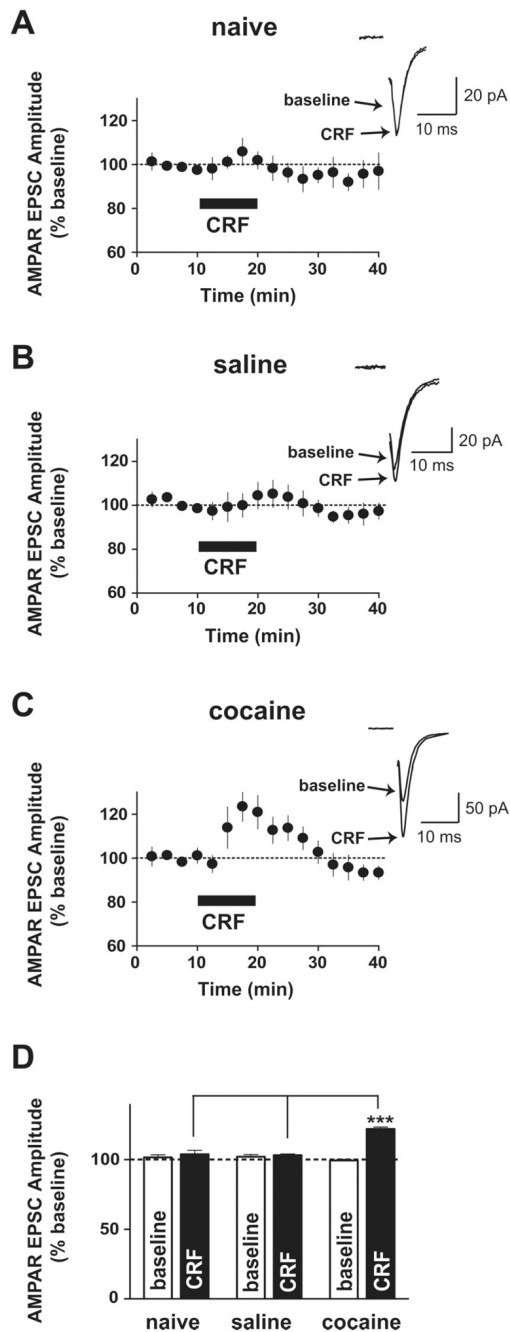 A
naive
baseline
CRF
20 pA
10 ms
AMPAR EPSC Amplitude
(% baseline)
120
100
80
60
CRF
0 10 20 30 40
Time (min)
B
saline
baseline
CRF
20 pA
10 ms
AMPAR EPSC Amplitude
(% baseline)
120
100
80
60
CRF
0 10 20 30 40
Time (min)
C
cocaine
baseline
CRF
50 pA
10 ms
AMPAR EPSC Amplitude
(% baseline)
120
100
80
60
CRF
0 10 20 30 40
Time (min)
D
AMPAR EPSC Amplitude
(% baseline)
100
50
0
***
baseline CRF baseline CRF baseline CRF
naive saline cocaine